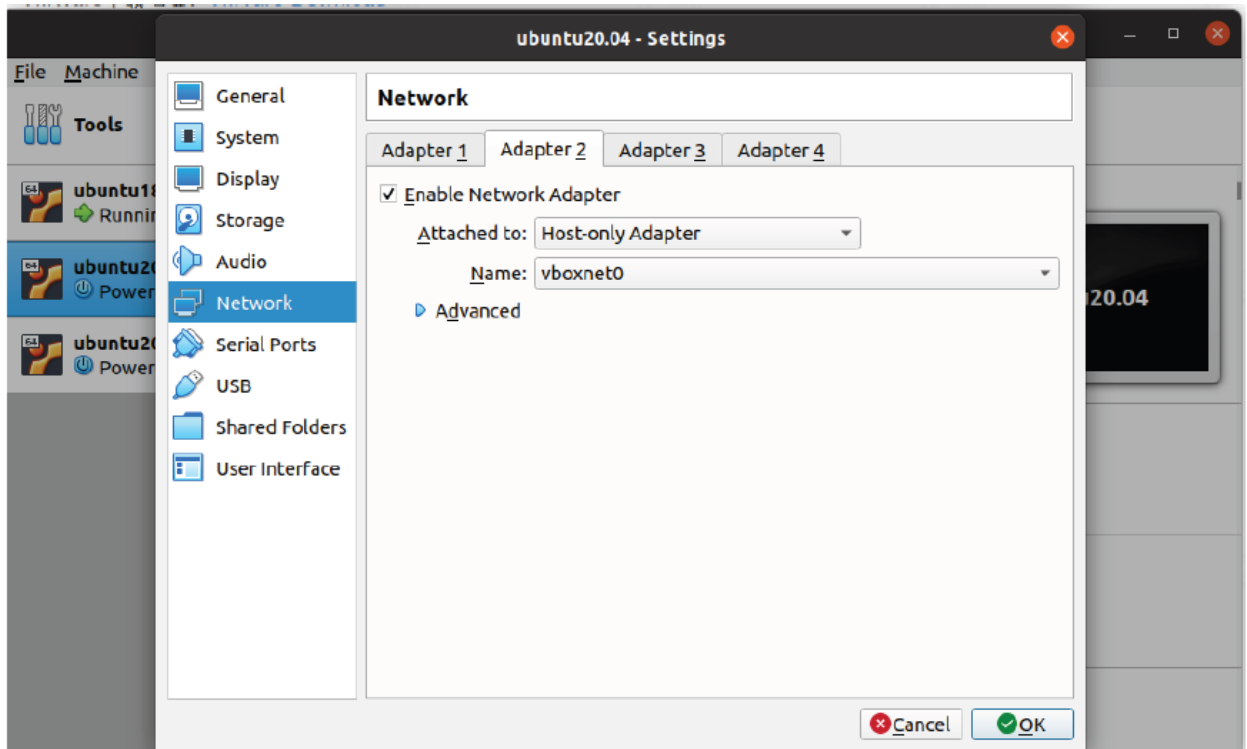 ubuntu20.04 - Settings
File Machine
Tools
ubuntu18
Runnin
ubuntu20
Power
ubuntu20
Power
General
System
Display
Storage
Audio
Network
Serial Ports
USB
Shared Folders
User Interface
Network
Adapter 1 Adapter 2 Adapter 3 Adapter 4
Enable Network Adapter
Attached to: Host-only Adapter
Name: vboxnet0
Advanced
u20.04
Cancel OK